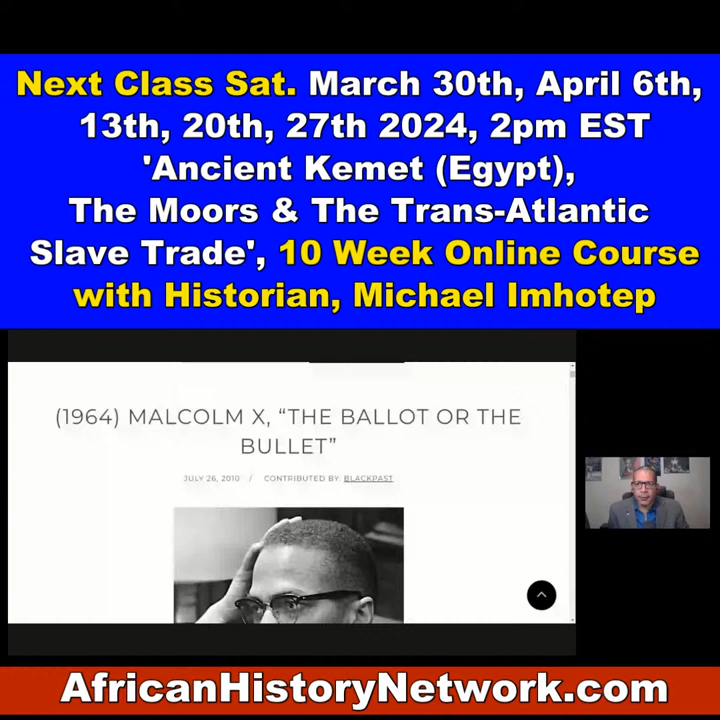 Next Class Sat. March 30th, April 6th,
13th, 20th, 27th 2024, 2pm EST
'Ancient Kemet (Egypt),
The Moors & The Trans-Atlantic
Slave Trade', 10 Week Online Course
with Historian, Michael Imhotep
(1964) MALCOLM X, “THE BALLOT OR THE
BULLET”
JULY 26, 2010 / CONTRIBUTED BY: BLACKPAST
AfricanHistoryNetwork.com